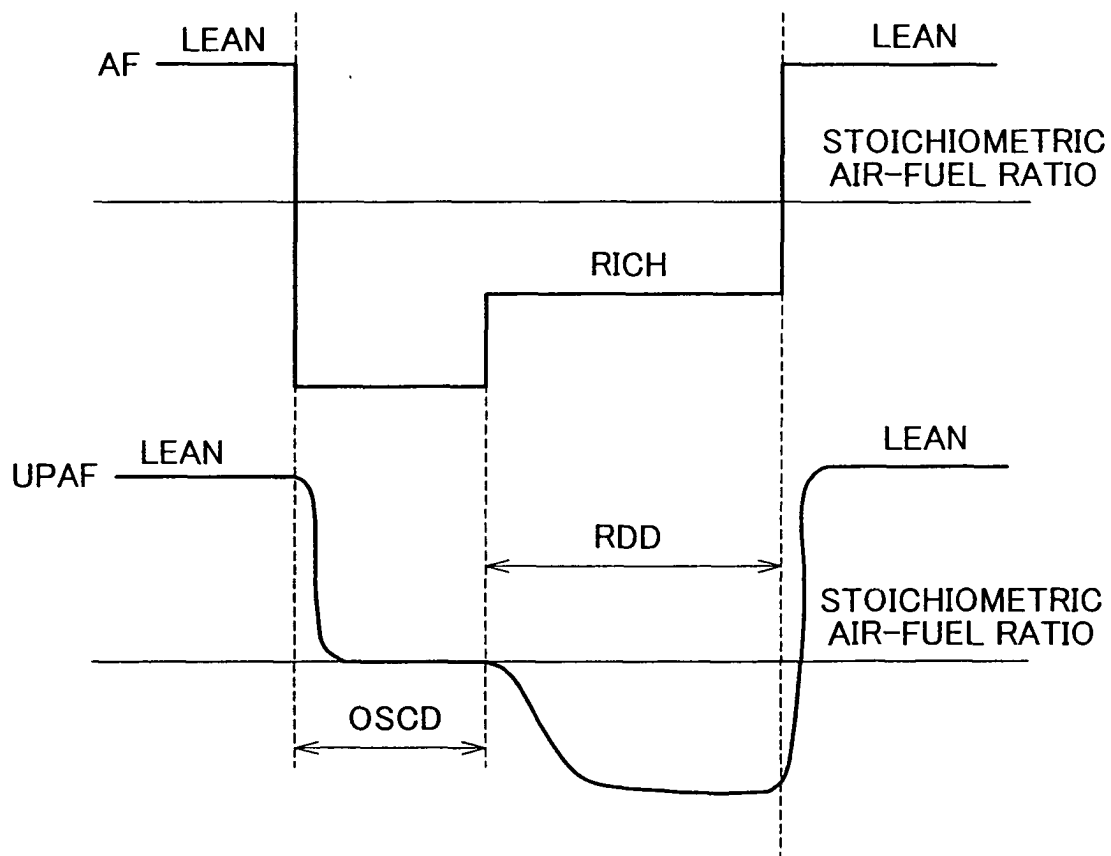 LEAN
LEAN
AF
STOICHIOMETRIC
AIR-FUEL RATIO
RICH
LEAN
LEAN
UPAF
RDD
STOICHIOMETRIC
AIR-FUEL RATIO
OSCD